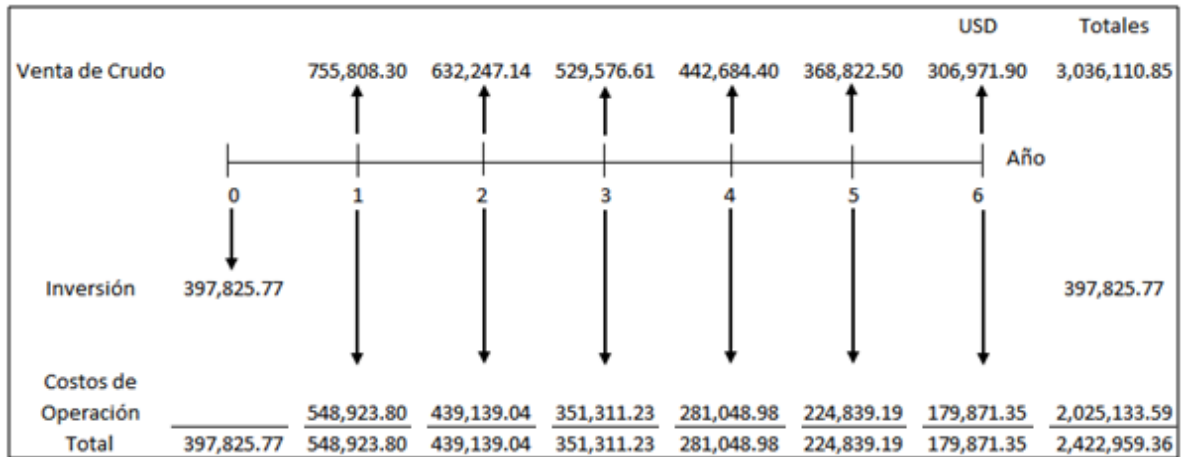 USD Totales
Venta de Crudo 755,808.30 632,247.14 529,576.61 442,684.40 368,822.50 306,971.90 3,036,110.85
Año
0 1 2 3 4 5 6
Inversión 397,825.77 397,825.77
Costos de
Operación 548,923.80 439,139.04 351,311.23 281,048.98 224,839.19 179,871.35 2,025,133.59
Total 397,825.77 548,923.80 439,139.04 351,311.23 281,048.98 224,839.19 179,871.35 2,422,959.36